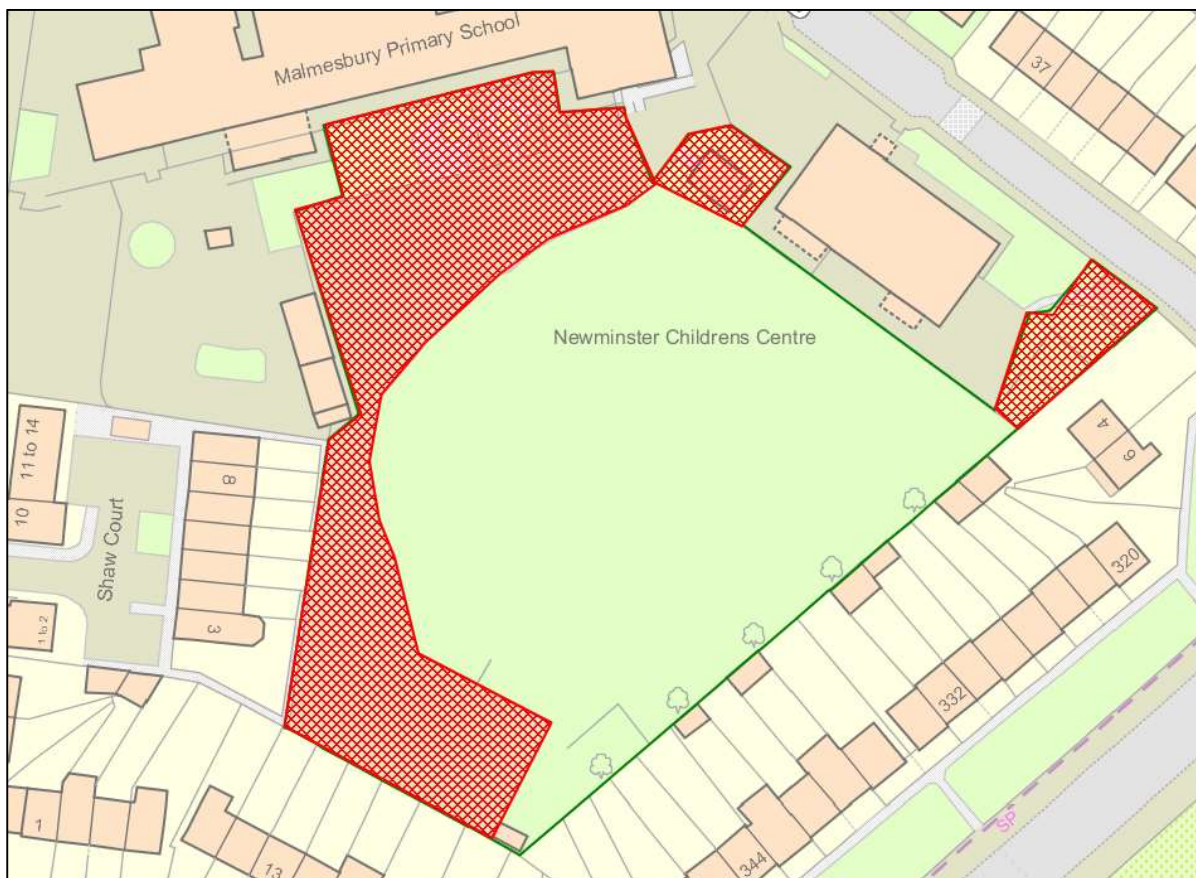 Malmesbury Primary School
37
Newminster Childrens Centre
11 to 14
10
Shaw Court
8
3
1 to 2
4
6
320
332
344
SP
1
13